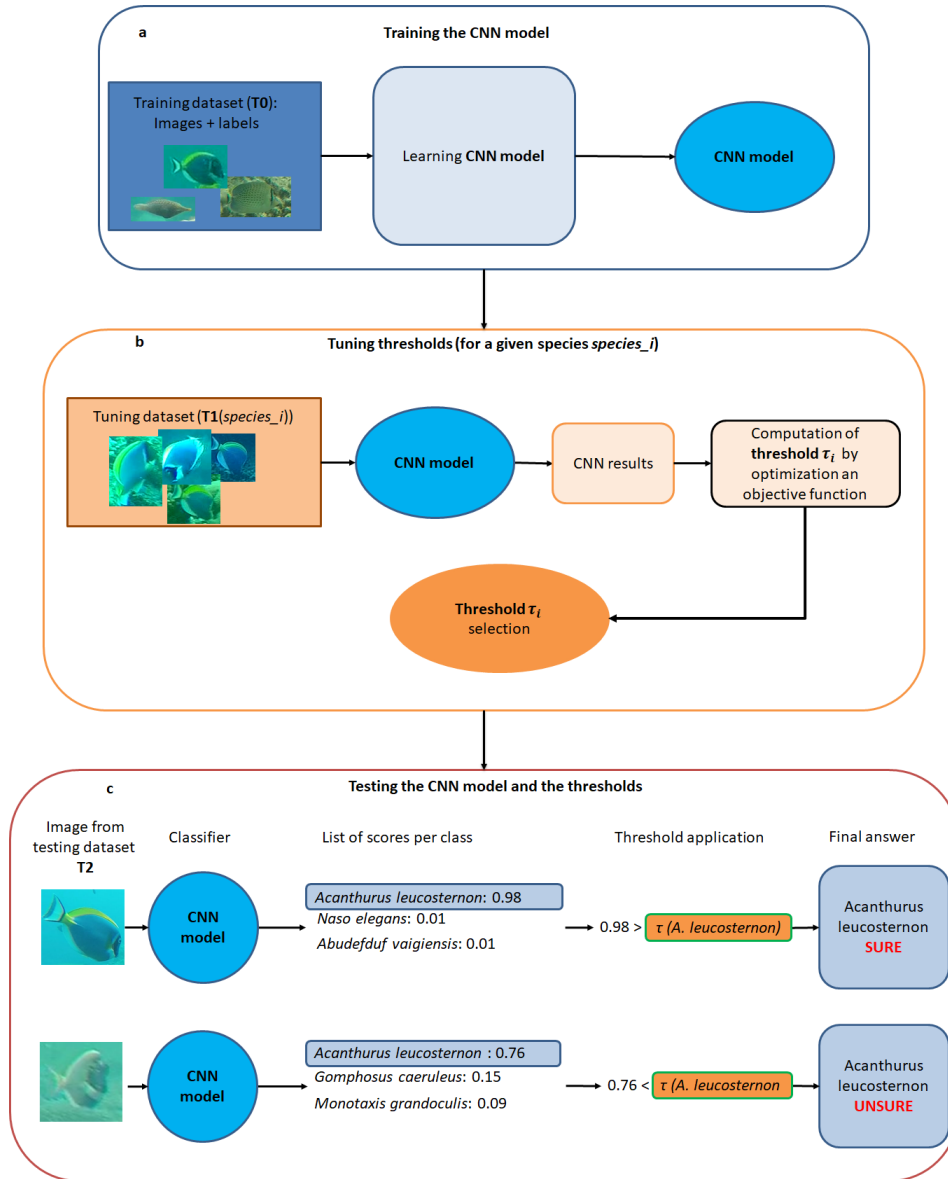 a
Training the CNN model
Training dataset (T0):
Images + labels
Learning CNN model
CNN model
b
Tuning thresholds (for a given species species_i)
Tuning dataset (T1(species_i))
CNN model
CNN results
Computation of
threshold τi by
optimization an
objective function
Threshold τi
selection
c
Testing the CNN model and the thresholds
Image from
testing dataset
T2
Classifier
List of scores per class
Threshold application
Final answer
CNN
model
Acanthurus leucosternon: 0.98
Naso elegans: 0.01
Abudefduf vaigiensis: 0.01
0.98 > τ (A. leucosternon)
Acanthurus
leucosternon
SURE
CNN
model
Acanthurus leucosternon : 0.76
Gomphosus caeruleus: 0.15
Monotaxis grandoculis: 0.09
0.76 < τ (A. leucosternon
Acanthurus
leucosternon
UNSURE